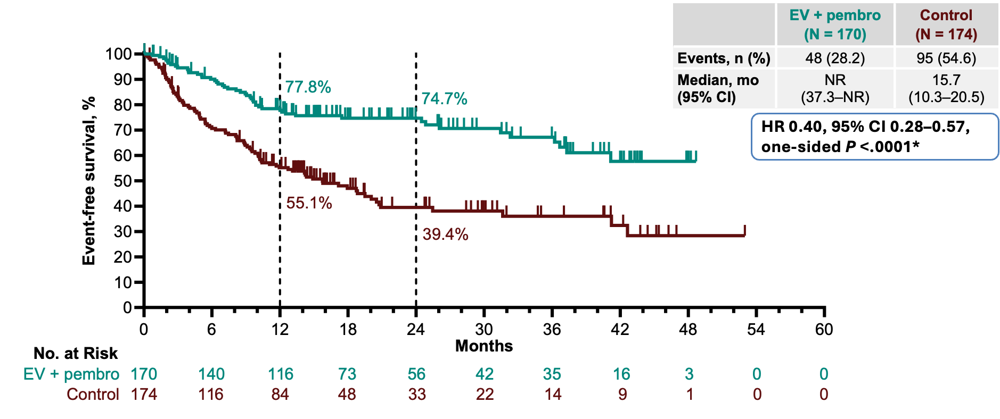 EV + pembro Control
(N = 170) (N = 174)
Events, n (%) 48 (28.2) 95 (54.6)
Median, mo NR 15.7
(95% CI) (37.3–NR) (10.3–20.5)
HR 0.40, 95% CI 0.28–0.57,
one-sided P <.0001*
Event-free survival, %
100
90
80
70
60
50
40
30
20
10
0
77.8%
74.7%
55.1%
39.4%
0 6 12 18 24 30 36 42 48 54 60
Months
No. at Risk
EV + pembro 170 140 116 73 56 42 35 16 3 0 0
Control 174 116 84 48 33 22 14 9 1 0 0